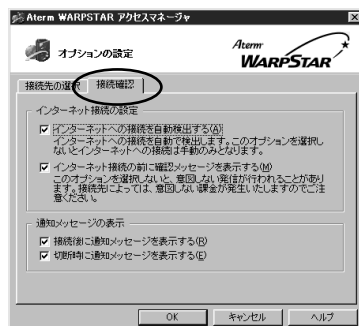 Aterm WARPSTAR アクセスマネージャ
オプションの設定
Aterm
WARPSTAR
接続先の選択
接続確認
インターネット接続の設定
インターネットへの接続を自動検出する(A)
インターネットへの接続を自動で検出します。このオプションを選択し
ないとインターネットへの接続は手動のみとなります。
インターネット接続の前に確認メッセージを表示する(M)
このオプションを選択しないと、意図しない発信が行われることがあり
ます。接続先によっては、意図しない課金が発生いたしますのでご注
意ください。
通知メッセージの表示
接続後に通知メッセージを表示する(R)
切断時に通知メッセージを表示する(E)
OK
キャンセル
ヘルプ